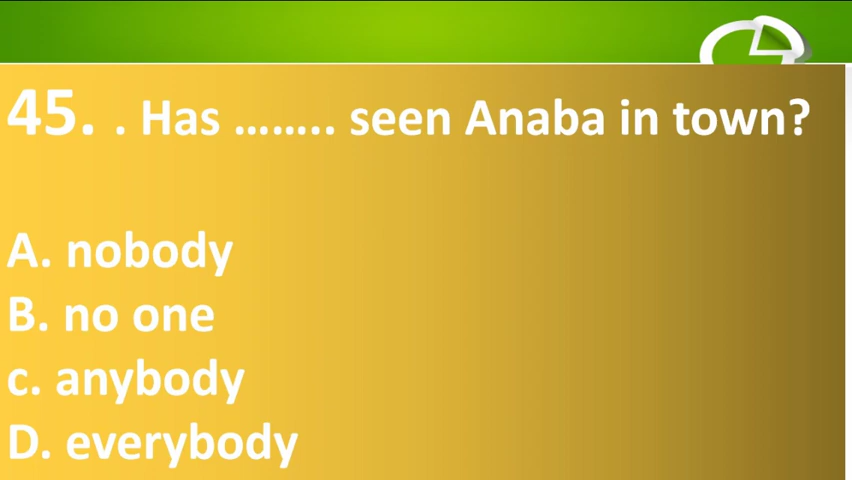 45. . Has …….. seen Anaba in town?
A. nobody
B. no one
c. anybody
D. everybody